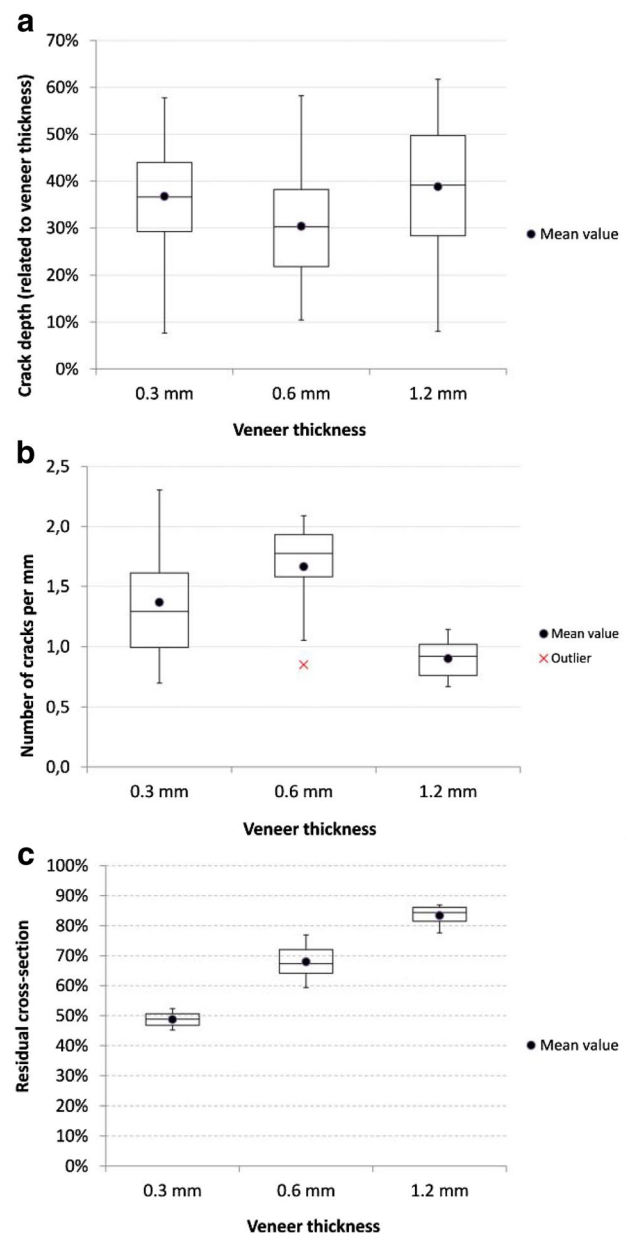 a
Crack depth (related to veneer thickness)
70%
60%
50%
40%
30%
20%
10%
0%
0.3 mm
0.6 mm
1.2 mm
Veneer thickness
Mean value
b
Number of cracks per mm
2,5
2,0
1,5
1,0
0,5
0,0
0.3 mm
0.6 mm
1.2 mm
Veneer thickness
Mean value
Outlier
c
Residual cross-section
100%
90%
80%
70%
60%
50%
40%
30%
20%
10%
0%
0.3 mm
0.6 mm
1.2 mm
Veneer thickness
Mean value